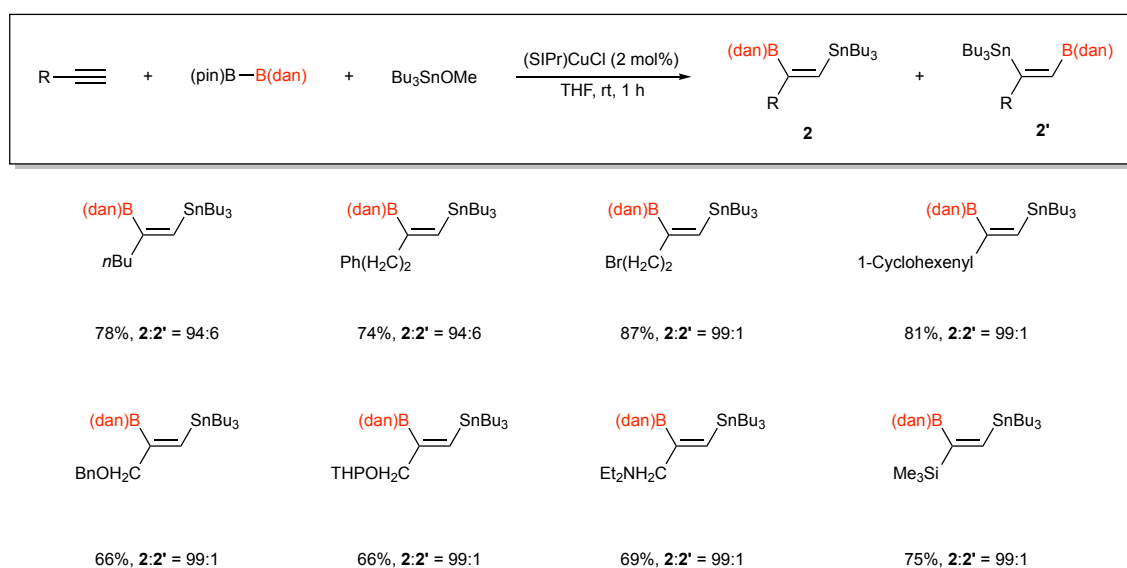 R + (pin)B B(dan) + Bu3SnOMe (SIPr)CuCl (2 mol%) (dan)B SnBu3 + Bu3Sn B(dan)
THF, rt, 1 h
R R
2 2'
(dan)B SnBu3 (dan)B SnBu3 (dan)B SnBu3 (dan)B SnBu3
nBu Ph(H2C)2 Br(H2C)2 1-Cyclohexenyl
78%, 2:2' = 94:6 74%, 2:2' = 94:6 87%, 2:2' = 99:1 81%, 2:2' = 99:1
(dan)B SnBu3 (dan)B SnBu3 (dan)B SnBu3 (dan)B SnBu3
BnOH2C THPOH2C Et2NH2C Me3Si
66%, 2:2' = 99:1 66%, 2:2' = 99:1 69%, 2:2' = 99:1 75%, 2:2' = 99:1